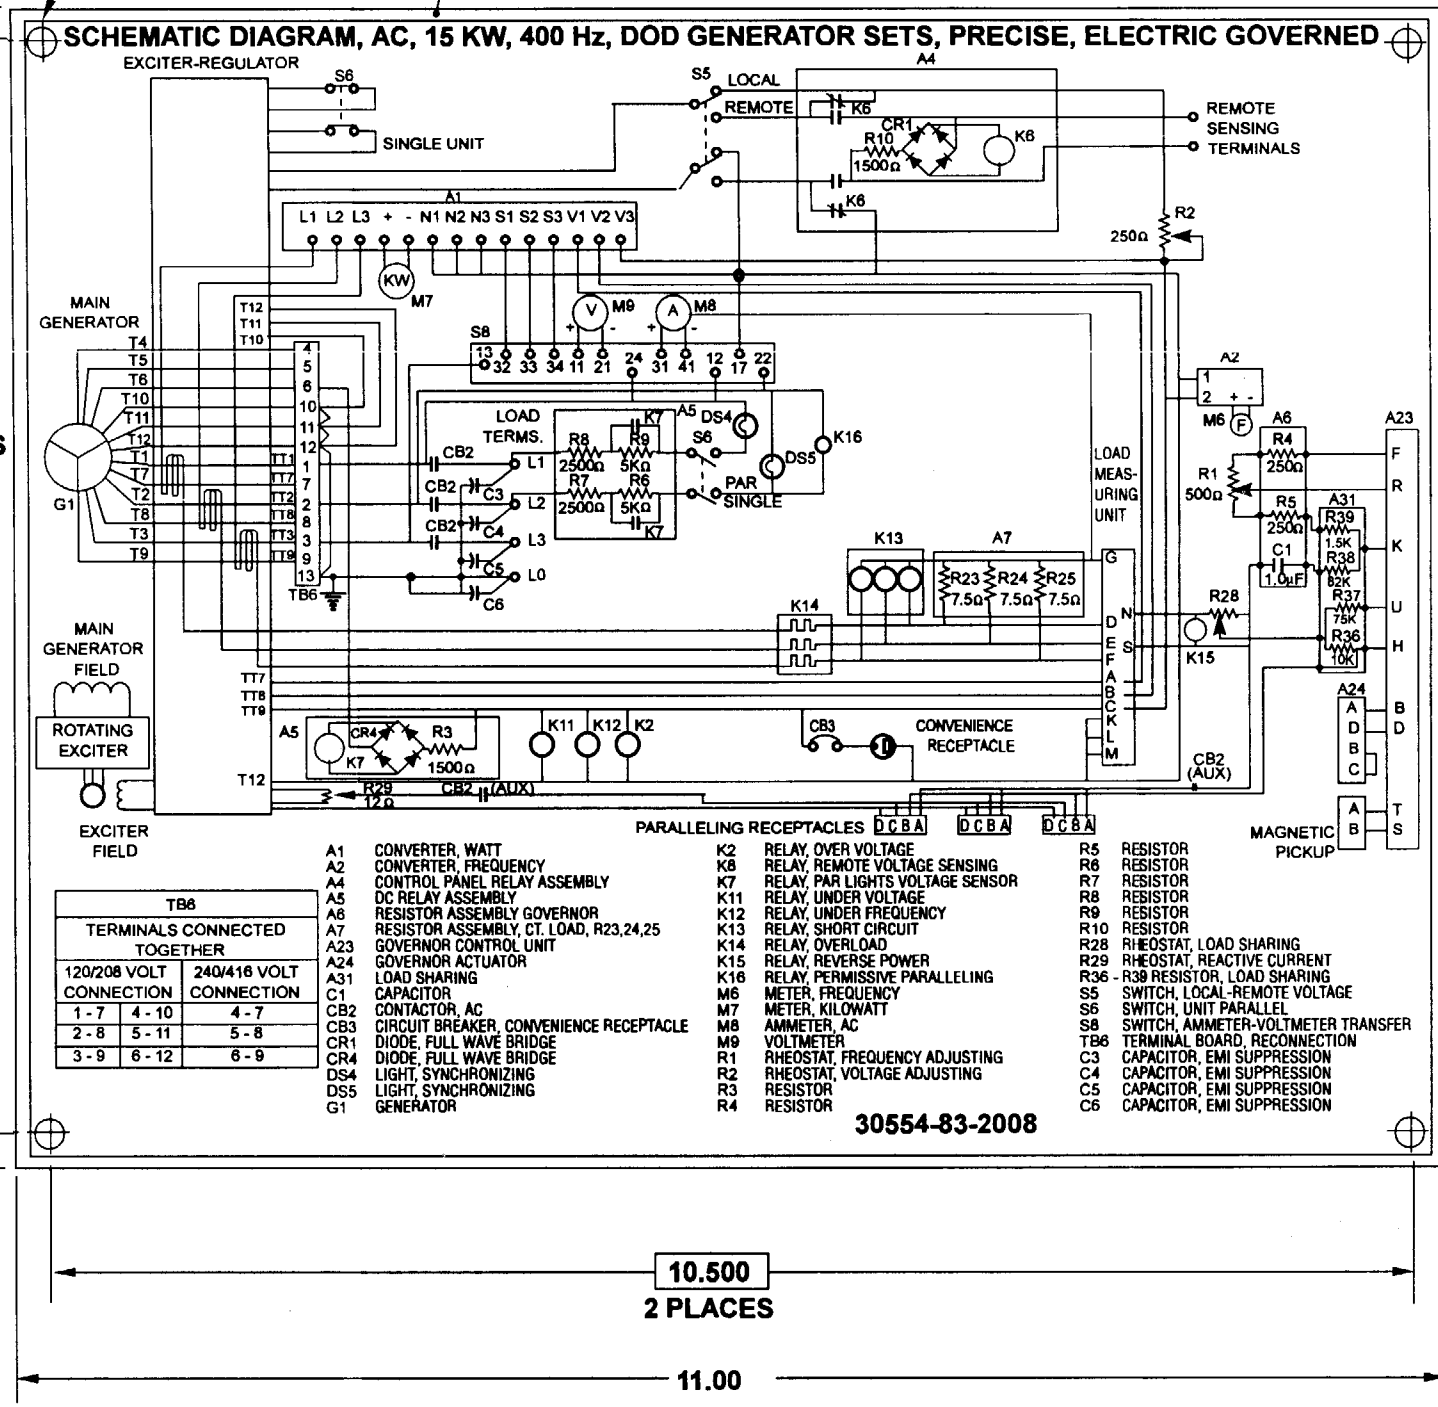 SCHEMATIC DIAGRAM, AC, 15 KW, 400 Hz, DOD GENERATOR SETS, PRECISE, ELECTRIC GOVERNED
EXCITER-REGULATOR
S6
SINGLE UNIT
S5
LOCAL
REMOTE
A4
K6
CR1
R10
1500Ω
K6
K6
REMOTE
SENSING
TERMINALS
R2
250Ω
A1
L1 L2 L3 + - N1 N2 N3 S1 S2 S3 V1 V2 V3
KW
M7
V
M9
+ -
A
M8
+ -
MAIN
GENERATOR
T4
T5
T6
T10
T11
T12
T1
T7
T2
T8
T3
T9
G1
T12
T11
T10
TT1
TT7
TT2
TT8
TT3
TT9
4
5
6
10
11
12
1
7
2
8
3
9
13
TB6
S8
13 32 33 34 11 21 24 31 41 12 17 22
LOAD
TERMS.
CB2
CB2
CB2
L1
L2
L3
L0
C3
C4
C5
C6
A5
K7
R8
2500Ω
R9
5KΩ
R7
2500Ω
R6
5KΩ
K7
S6
PAR
SINGLE
DS4
DS5
K16
A2
1
2 + -
M6
F
A6
R4
250Ω
R1
500Ω
R5
250Ω
C1
1.0µF
A31
R39
1.5K
R38
82K
R37
75K
R36
10K
A23
F
R
K
U
H
B
D
T
S
LOAD
MEAS-
URING
UNIT
G
N
D
E S
F
A
B
C
K
L
M
K13
A7
R23
7.5Ω
R24
7.5Ω
R25
7.5Ω
K14
R28
K15
A24
A
D
B
C
MAIN
GENERATOR
FIELD
ROTATING
EXCITER
EXCITER
FIELD
TT7
TT8
TT9
T12
A5
K7
CR4
R3
1500Ω
R29
12Ω
CB2 (AUX)
K11
K12
K2
CB3
CONVENIENCE
RECEPTACLE
CB2
(AUX)
PARALLELING RECEPTACLES
D C B A
D C B A
D C B A
MAGNETIC
PICKUP
A
B
TB6
TERMINALS CONNECTED
TOGETHER
120/208 VOLT CONNECTION 240/416 VOLT CONNECTION
1 - 7 4 - 10 4 - 7
2 - 8 5 - 11 5 - 8
3 - 9 6 - 12 6 - 9
A1 CONVERTER, WATT
A2 CONVERTER, FREQUENCY
A4 CONTROL PANEL RELAY ASSEMBLY
A5 DC RELAY ASSEMBLY
A6 RESISTOR ASSEMBLY GOVERNOR
A7 RESISTOR ASSEMBLY, CT. LOAD, R23,24,25
A23 GOVERNOR CONTROL UNIT
A24 GOVERNOR ACTUATOR
A31 LOAD SHARING
C1 CAPACITOR
CB2 CONTACTOR, AC
CB3 CIRCUIT BREAKER, CONVENIENCE RECEPTACLE
CR1 DIODE, FULL WAVE BRIDGE
CR4 DIODE, FULL WAVE BRIDGE
DS4 LIGHT, SYNCHRONIZING
DS5 LIGHT, SYNCHRONIZING
G1 GENERATOR
K2 RELAY, OVER VOLTAGE
K6 RELAY, REMOTE VOLTAGE SENSING
K7 RELAY, PAR LIGHTS VOLTAGE SENSOR
K11 RELAY, UNDER VOLTAGE
K12 RELAY, UNDER FREQUENCY
K13 RELAY, SHORT CIRCUIT
K14 RELAY, OVERLOAD
K15 RELAY, REVERSE POWER
K16 RELAY, PERMISSIVE PARALLELING
M6 METER, FREQUENCY
M7 METER, KILOWATT
M8 AMMETER, AC
M9 VOLTMETER
R1 RHEOSTAT, FREQUENCY ADJUSTING
R2 RHEOSTAT, VOLTAGE ADJUSTING
R3 RESISTOR
R4 RESISTOR
R5 RESISTOR
R6 RESISTOR
R7 RESISTOR
R8 RESISTOR
R9 RESISTOR
R10 RESISTOR
R28 RHEOSTAT, LOAD SHARING
R29 RHEOSTAT, REACTIVE CURRENT
R36 - R39 RESISTOR, LOAD SHARING
S5 SWITCH, LOCAL-REMOTE VOLTAGE
S6 SWITCH, UNIT PARALLEL
S8 SWITCH, AMMETER-VOLTMETER TRANSFER
TB6 TERMINAL BOARD, RECONNECTION
C3 CAPACITOR, EMI SUPPRESSION
C4 CAPACITOR, EMI SUPPRESSION
C5 CAPACITOR, EMI SUPPRESSION
C6 CAPACITOR, EMI SUPPRESSION
30554-83-2008
10.500
2 PLACES
11.00